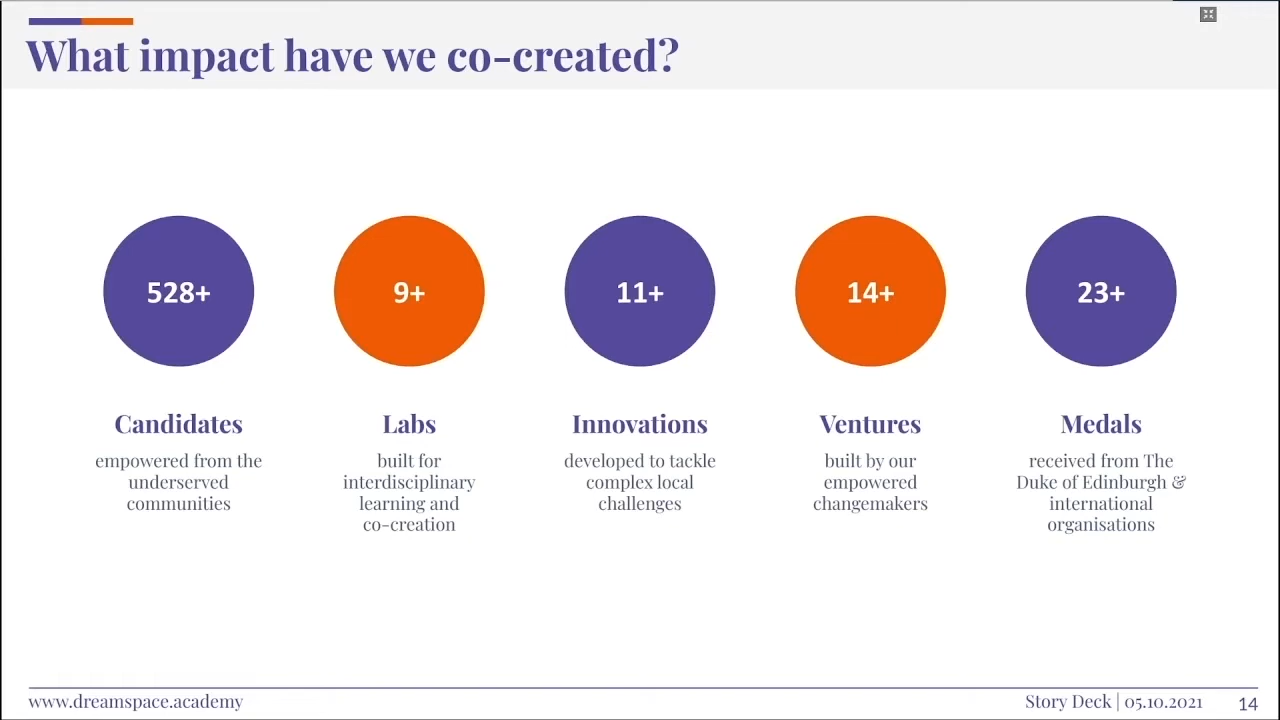 What impact have we co-created?
528+
9+
11+
14+
23+
Candidates
empowered from the
underserved
communities
Labs
built for
interdisciplinary
learning and
co-creation
Innovations
developed to tackle
complex local
challenges
Ventures
built by our
empowered
changemakers
Medals
received from The
Duke of Edinburgh &
international
organisations
www.dreamspace.academy
Story Deck | 05.10.2021
14